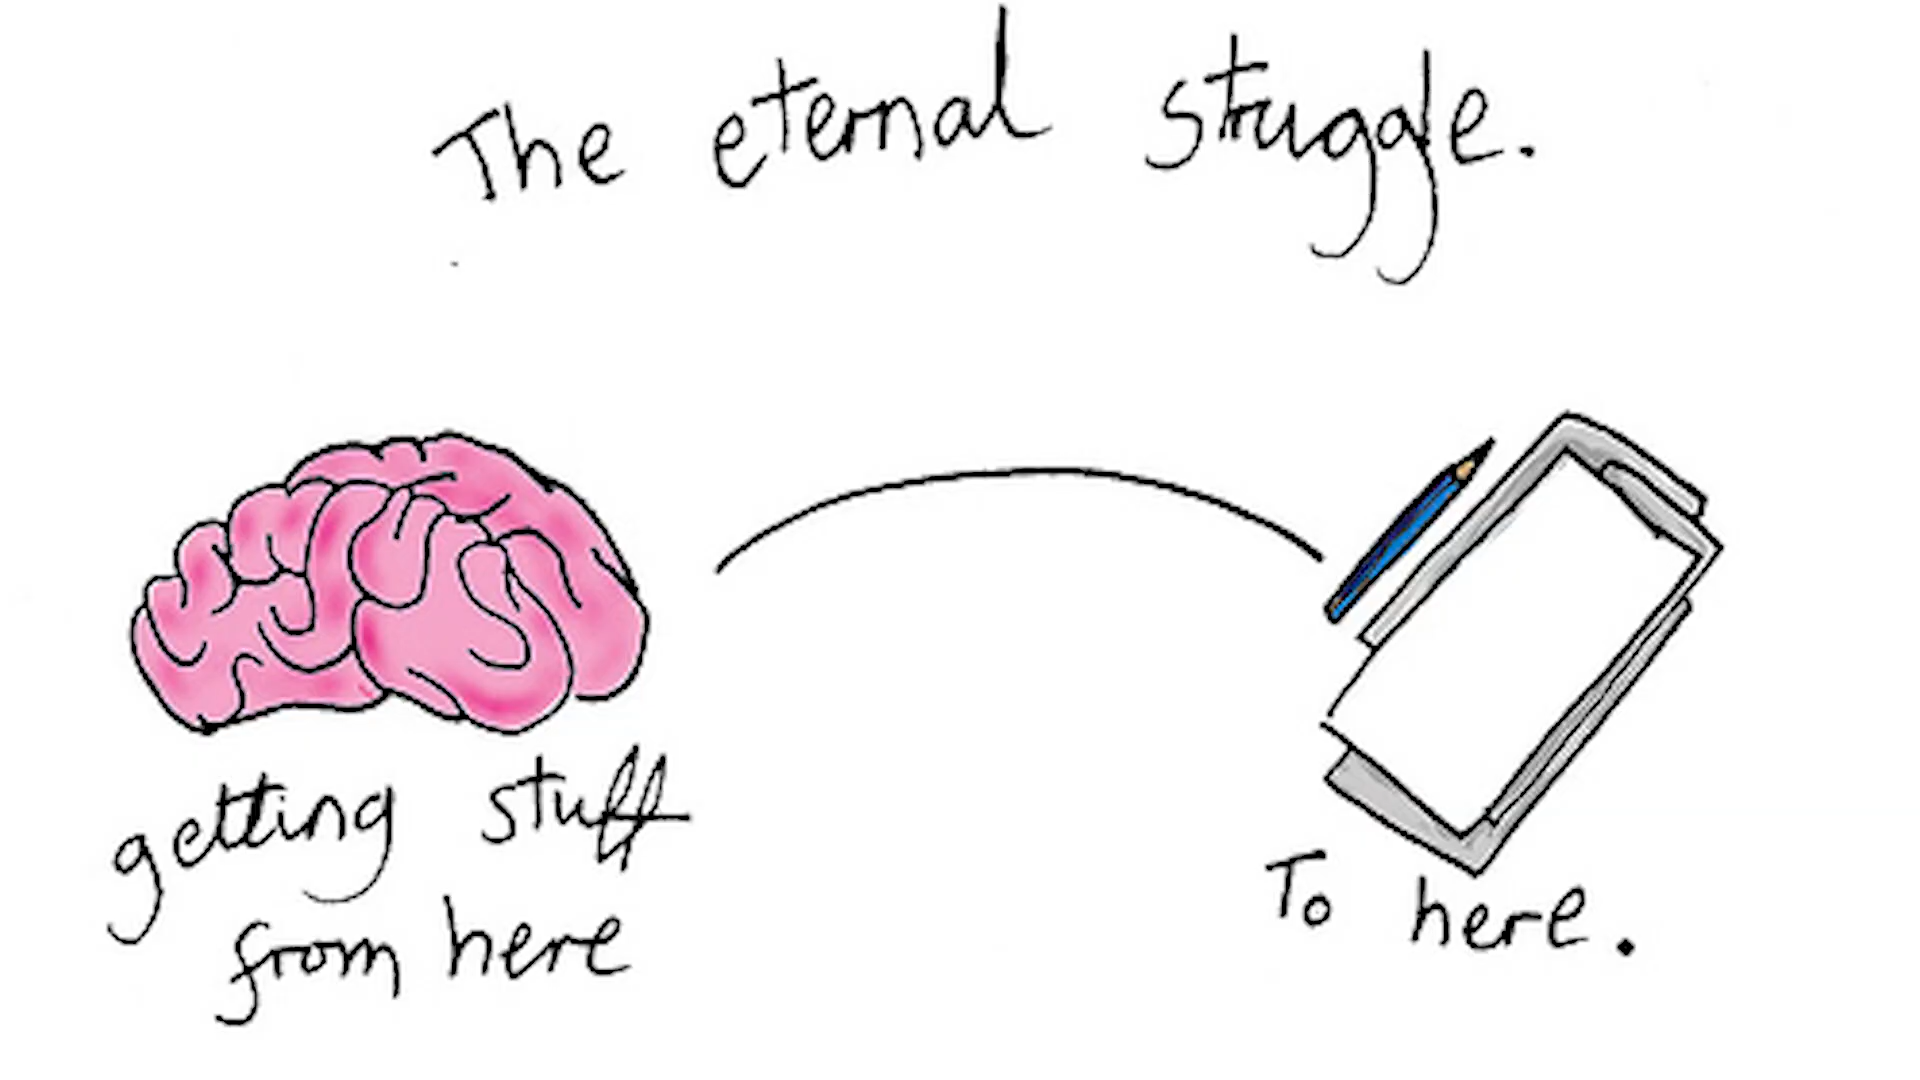 The eternal struggle.
getting stuff
from here
To here.